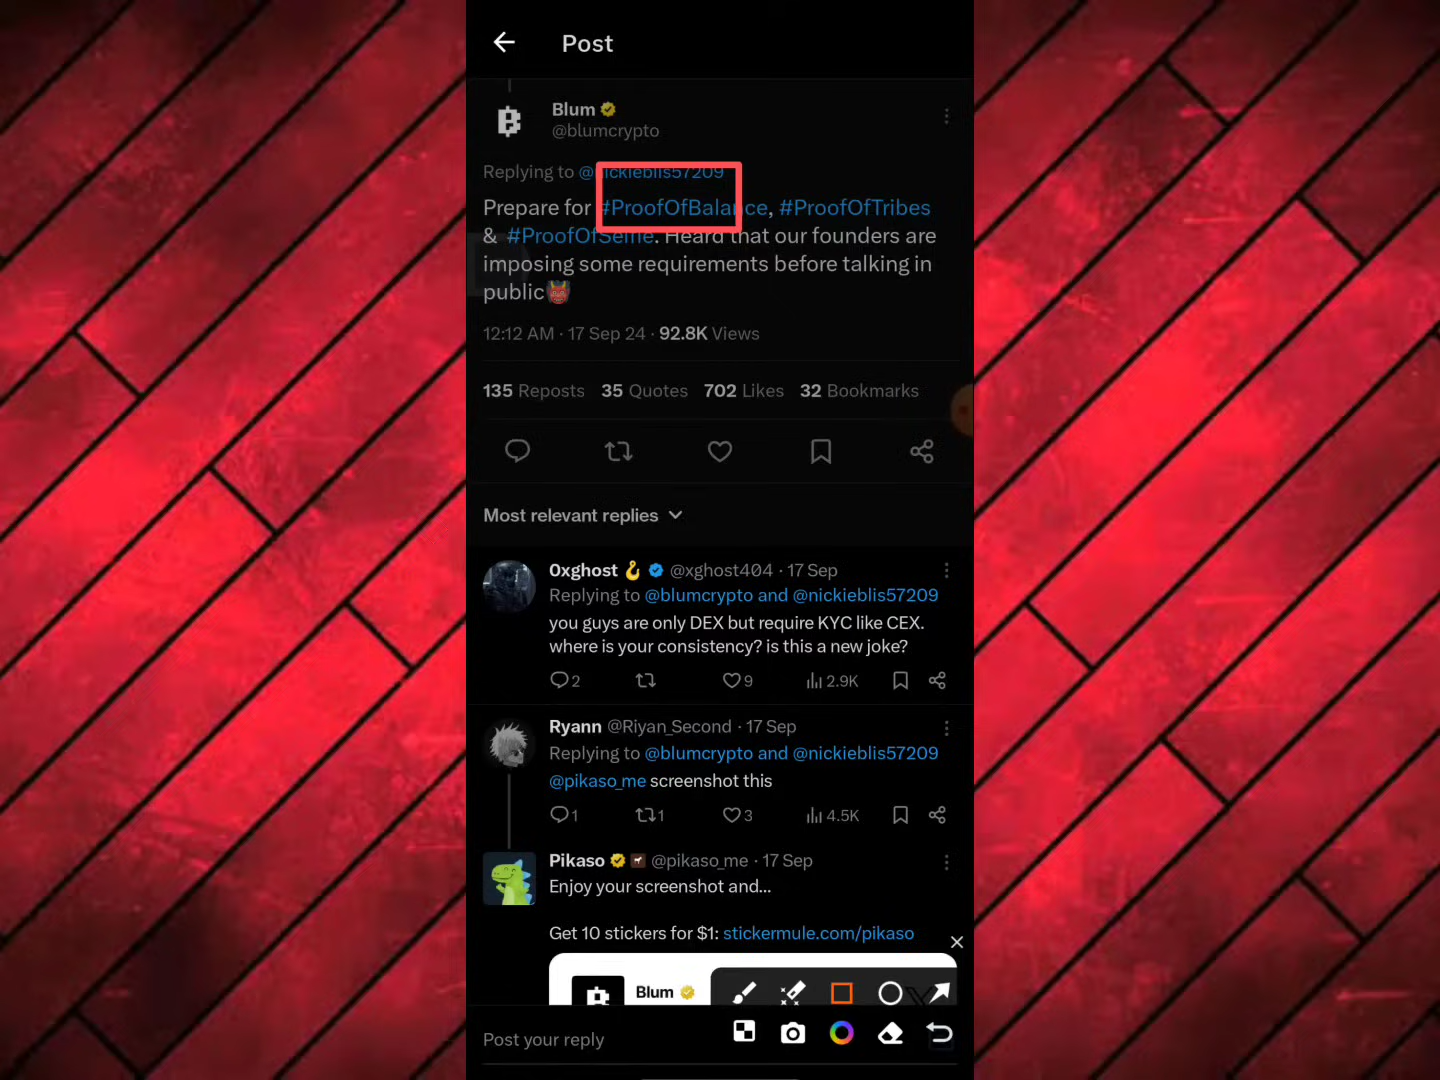 Post
Blum
@blumcrypto
Replying to @nickieblis57209
Prepare for #ProofOfBalance, #ProofOfTribes
& #ProofOfSelfie. Heard that our founders are
imposing some requirements before talking in
public👹
12:12 AM · 17 Sep 24 · 92.8K Views
135 Reposts 35 Quotes 702 Likes 32 Bookmarks
Most relevant replies
0xghost 🪝 @xghost404 · 17 Sep
Replying to @blumcrypto and @nickieblis57209
you guys are only DEX but require KYC like CEX.
where is your consistency? is this a new joke?
2 9 2.9K
Ryann @Riyan_Second · 17 Sep
Replying to @blumcrypto and @nickieblis57209
@pikaso_me screenshot this
1 1 3 4.5K
Pikaso @pikaso_me · 17 Sep
Enjoy your screenshot and...
Get 10 stickers for $1: stickermule.com/pikaso
Blum
Post your reply